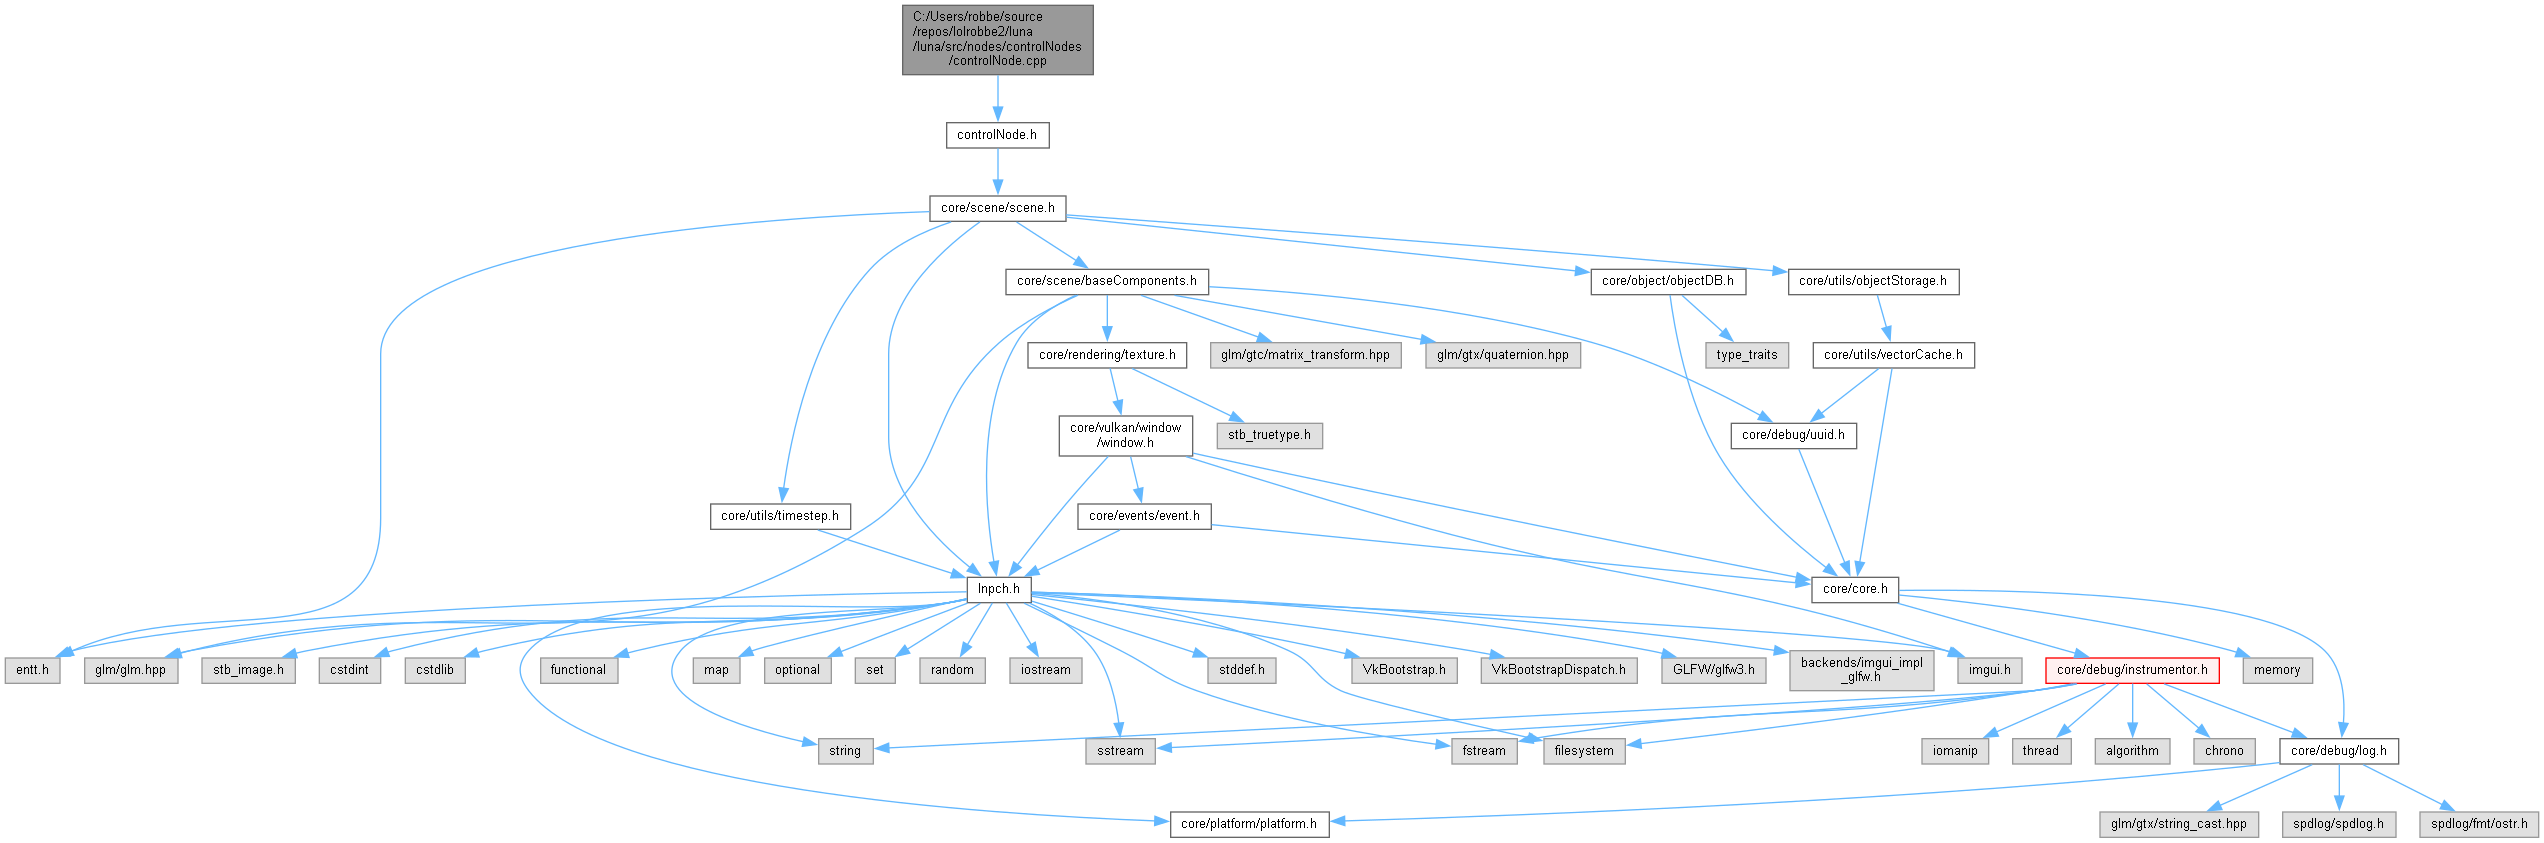 C:/Users/robbe/source
/repos/lolrobbe2/luna
/luna/src/nodes/controlNodes
/controlNode.cpp
controlNode.h
core/scene/scene.h
core/scene/baseComponents.h
core/object/objectDB.h
core/utils/objectStorage.h
core/rendering/texture.h
glm/gtc/matrix_transform.hpp
glm/gtx/quaternion.hpp
type_traits
core/utils/vectorCache.h
core/vulkan/window
/window.h
stb_truetype.h
core/debug/uuid.h
core/utils/timestep.h
core/events/event.h
lnpch.h
core/core.h
entt.h
glm/glm.hpp
stb_image.h
cstdint
cstdlib
functional
map
optional
set
random
iostream
stddef.h
VkBootstrap.h
VkBootstrapDispatch.h
GLFW/glfw3.h
backends/imgui_impl
_glfw.h
imgui.h
core/debug/instrumentor.h
memory
string
sstream
fstream
filesystem
iomanip
thread
algorithm
chrono
core/debug/log.h
core/platform/platform.h
glm/gtx/string_cast.hpp
spdlog/spdlog.h
spdlog/fmt/ostr.h